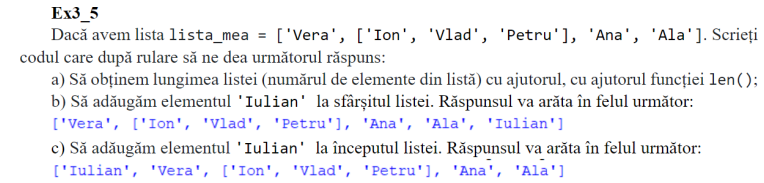 Ex3_5
Dacă avem lista lista_mea = ['Vera', ['Ion', 'Vlad', 'Petru'], 'Ana', 'Ala']. Scrieți
codul care după rulare să ne dea următorul răspuns:
a) Să obținem lungimea listei (numărul de elemente din listă) cu ajutorul, cu ajutorul funcției len();
b) Să adăugăm elementul 'Iulian' la sfârșitul listei. Răspunsul va arăta în felul următor:
['Vera', ['Ion', 'Vlad', 'Petru'], 'Ana', 'Ala', 'Iulian']
c) Să adăugăm elementul 'Iulian' la începutul listei. Răspunsul va arăta în felul următor:
['Iulian', 'Vera', ['Ion', 'Vlad', 'Petru'], 'Ana', 'Ala']